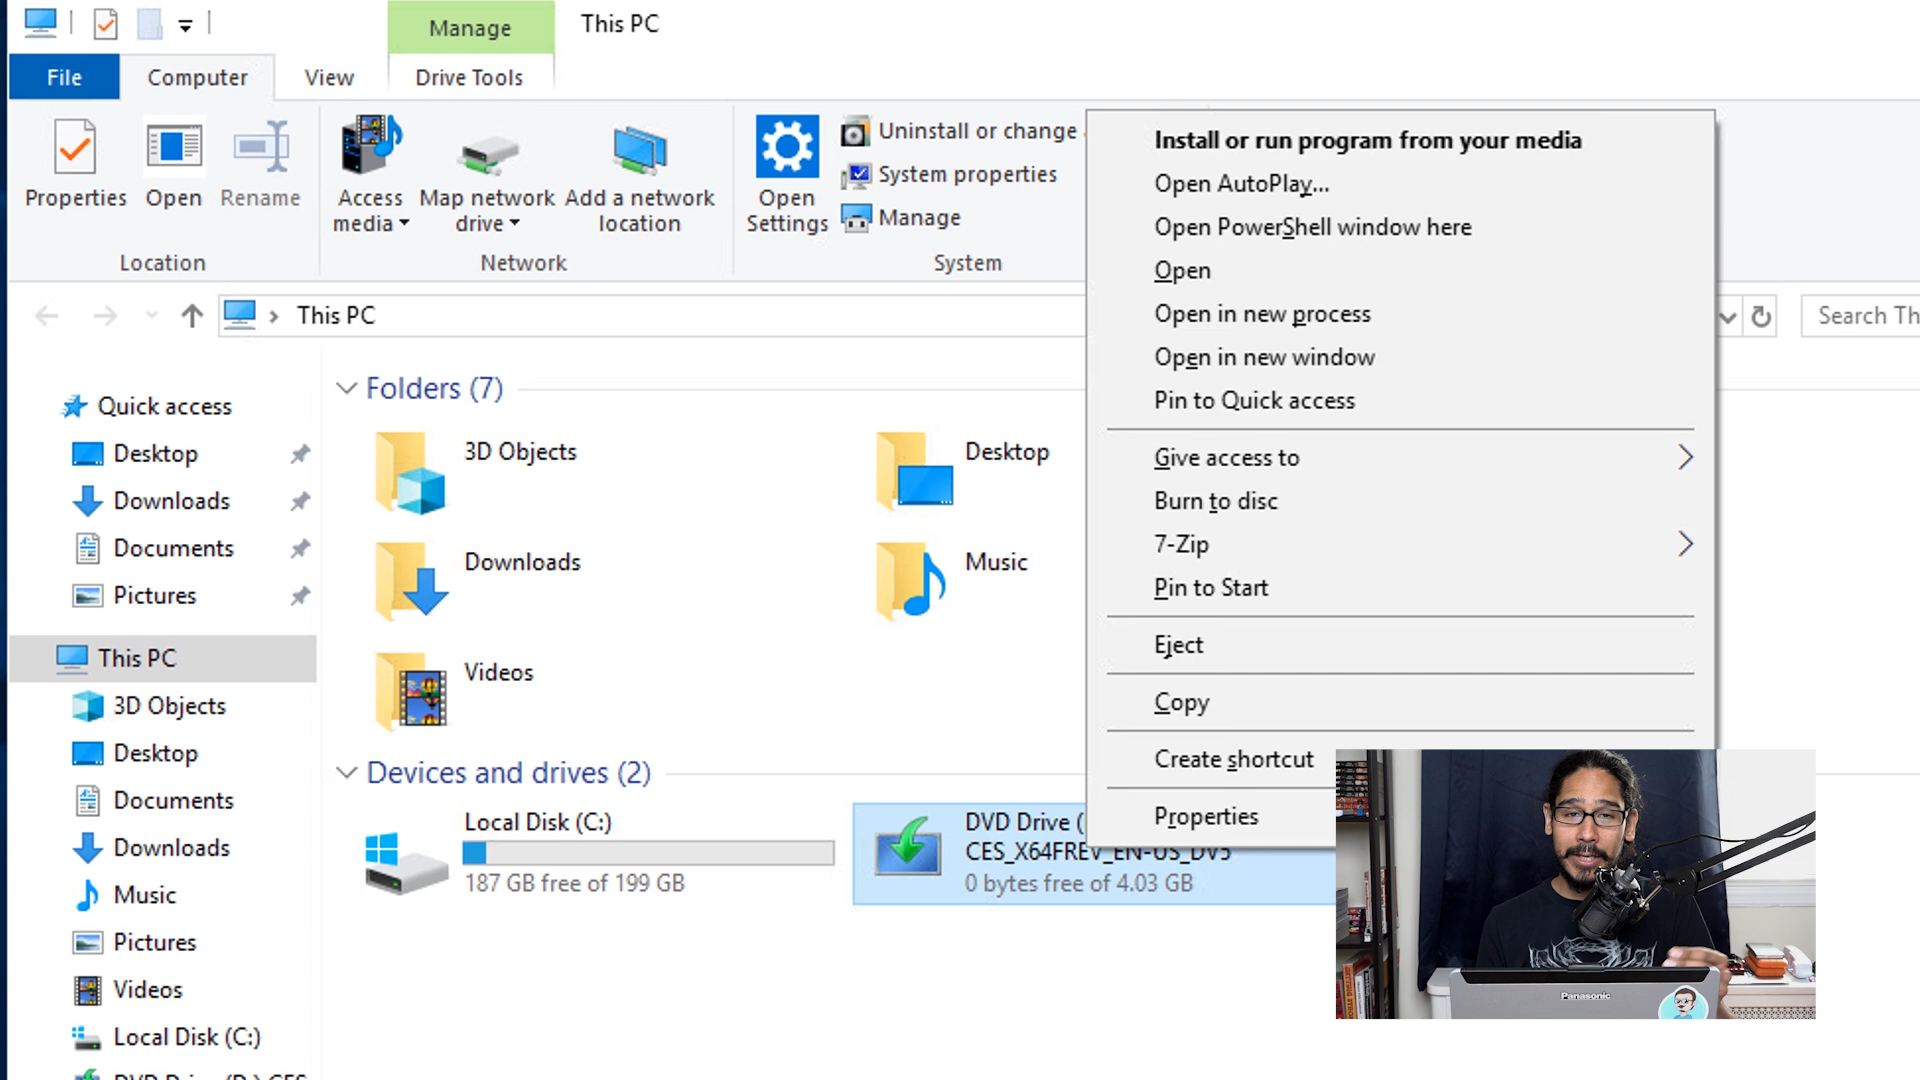 Manage
This PC
File
Computer
View
Drive Tools
Properties
Open
Rename
Location
Access
media
Map network
drive
Add a network
location
Network
Open
Settings
Uninstall or change
System properties
Manage
System
This PC
Search Th
Quick access
Desktop
Downloads
Documents
Pictures
This PC
3D Objects
Desktop
Documents
Downloads
Music
Pictures
Videos
Local Disk (C:)
Folders (7)
3D Objects
Desktop
Downloads
Music
Videos
Devices and drives (2)
Local Disk (C:)
187 GB free of 199 GB
DVD Drive (
CES_X64FREV_EN-US_DV5
0 bytes free of 4.03 GB
Install or run program from your media
Open AutoPlay...
Open PowerShell window here
Open
Open in new process
Open in new window
Pin to Quick access
Give access to
Burn to disc
7-Zip
Pin to Start
Eject
Copy
Create shortcut
Properties
Panasonic